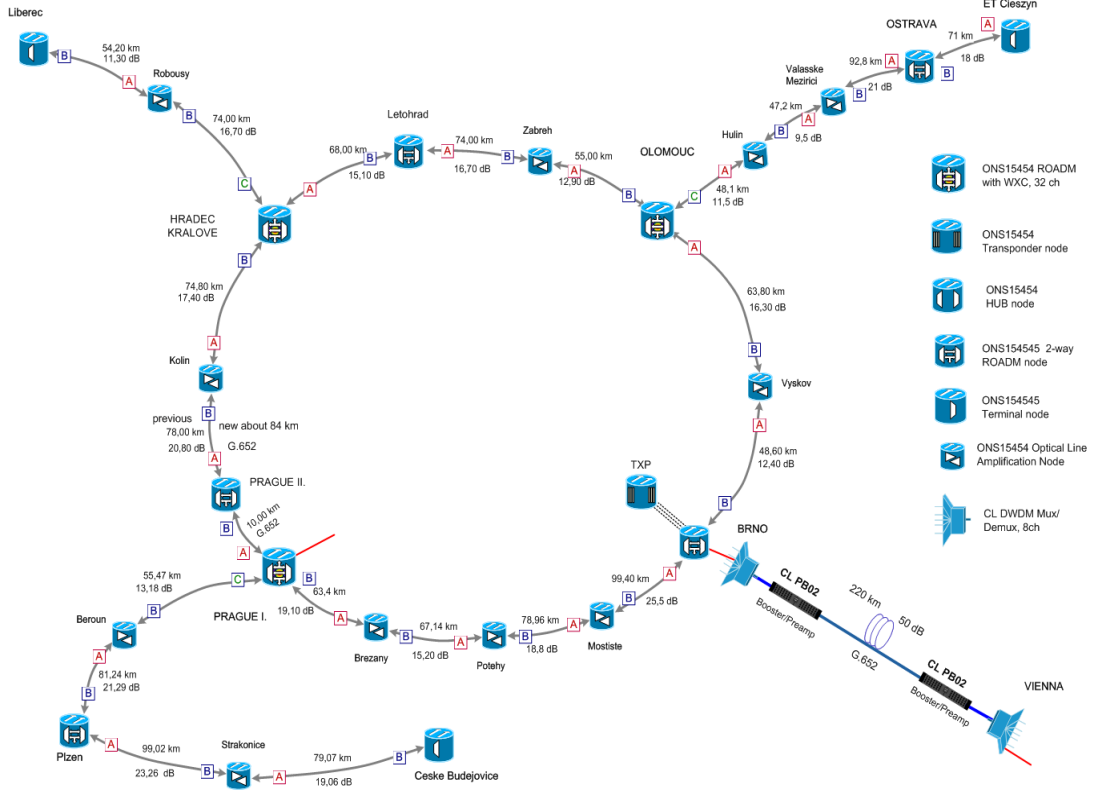 Liberec
54,20 km
11,30 dB
B
A
Robousy
B
74,00 km
16,70 dB
C
HRADEC
KRALOVE
A
68,00 km
15,10 dB
B
Letohrad
A
74,00 km
16,70 dB
B
Zabreh
A
55,00 km
12,90 dB
B
OLOMOUC
C
48,1 km
11,5 dB
A
Hulin
B
47,2 km
9,5 dB
A
Valasske
Mezirici
B
92,8 km
21 dB
A
OSTRAVA
B
71 km
18 dB
A
ET Cieszyn
B
74,80 km
17,40 dB
A
Kolin
B
previous
78,00 km
20,80 dB
new about 84 km
G.652
A
PRAGUE II.
B
10,00 km
G.652
A
PRAGUE I.
C
55,47 km
13,18 dB
B
Beroun
A
81,24 km
21,29 dB
B
Plzen
A
99,02 km
23,26 dB
B
Strakonice
A
79,07 km
19,06 dB
B
Ceske Budejovice
B
63,4 km
19,10 dB
A
Brezany
B
67,14 km
15,20 dB
A
Potehy
B
78,96 km
18,8 dB
A
Mostiste
B
99,40 km
25,5 dB
A
A
63,80 km
16,30 dB
B
Vyskov
A
48,60 km
12,40 dB
B
TXP
BRNO
CL PB02
Booster/Preamp
220 km
50 dB
G.652
CL PB02
Booster/Preamp
VIENNA
ONS15454 ROADM
with WXC, 32 ch
ONS15454
Transponder node
ONS15454
HUB node
ONS154545 2-way
ROADM node
ONS154545
Terminal node
ONS15454 Optical Line
Amplification Node
CL DWDM Mux/
Demux, 8ch